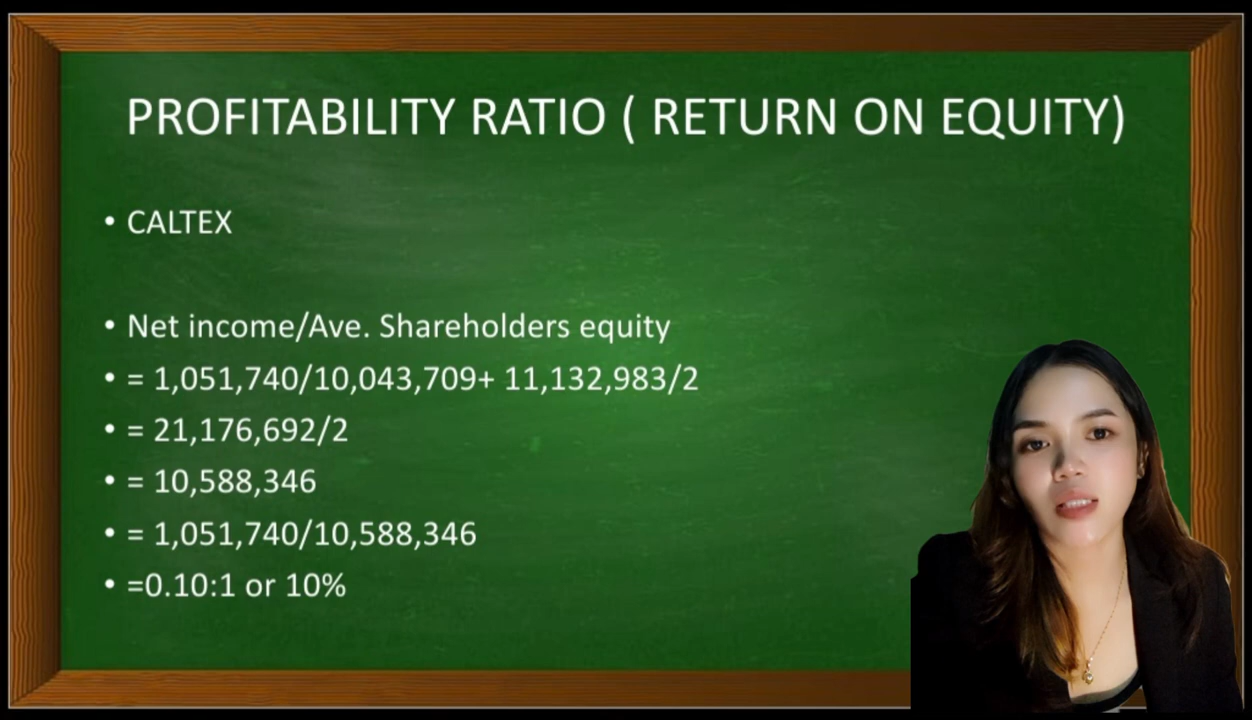 PROFITABILITY RATIO ( RETURN ON EQUITY)
• CALTEX
• Net income/Ave. Shareholders equity
• = 1,051,740/10,043,709+ 11,132,983/2
• = 21,176,692/2
• = 10,588,346
• = 1,051,740/10,588,346
• =0.10:1 or 10%